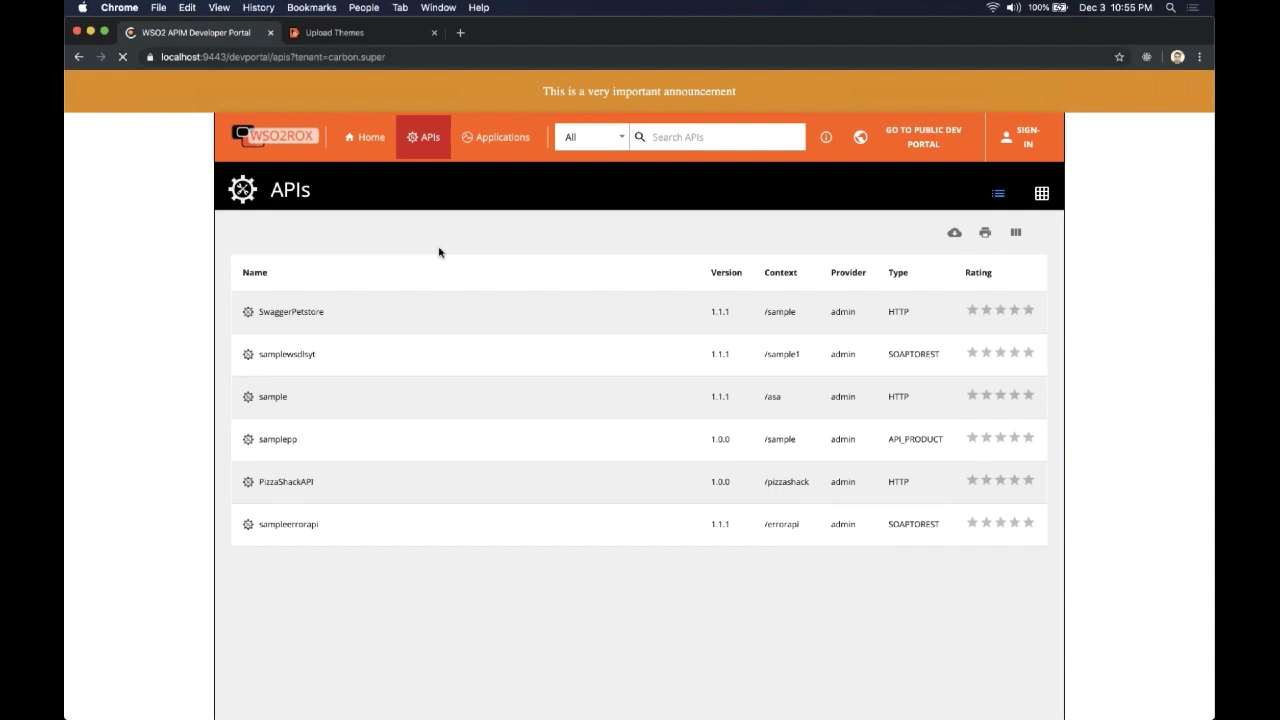 Chrome File Edit View History Bookmarks People Tab Window Help 100% Dec 3 10:55 PM
WSO2 APIM Developer Portal Upload Themes
localhost:9443/devportal/apis?tenant=carbon.super
This is a very important announcement
WSO2ROX Home APIs Applications All Search APIs GO TO PUBLIC DEV PORTAL SIGN-IN
APIs
Name Version Context Provider Type Rating
SwaggerPetstore 1.1.1 /sample admin HTTP
samplewsdlsyt 1.1.1 /sample1 admin SOAPTOREST
sample 1.1.1 /asa admin HTTP
samplepp 1.0.0 /sample admin API_PRODUCT
PizzaShackAPI 1.0.0 /pizzashack admin HTTP
sampleerrorapi 1.1.1 /errorapi admin SOAPTOREST